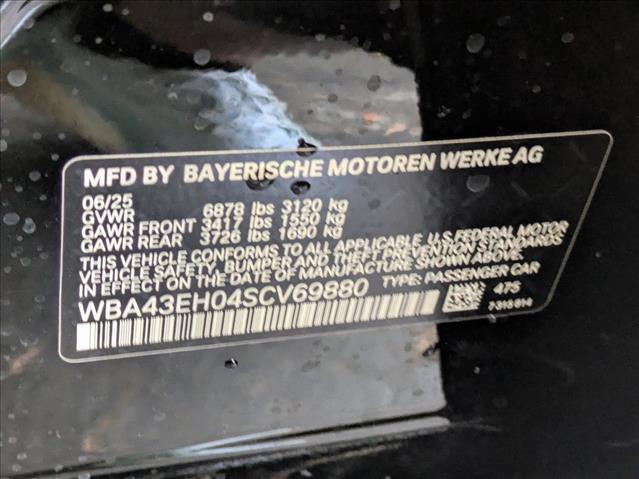 MFD BY BAYERISCHE MOTOREN WERKE AG
06/25
GVWR 6878 lbs 3120 kg
GAWR FRONT 3417 lbs 1550 kg
GAWR REAR 3726 lbs 1690 kg
THIS VEHICLE CONFORMS TO ALL APPLICABLE U.S FEDERAL MOTOR
VEHICLE SAFETY, BUMPER AND THEFT PREVENTION STANDARDS
IN EFFECT ON THE DATE OF MANUFACTURE SHOWN ABOVE.
WBA43EH04SCV69880 TYPE: PASSENGER CAR
475